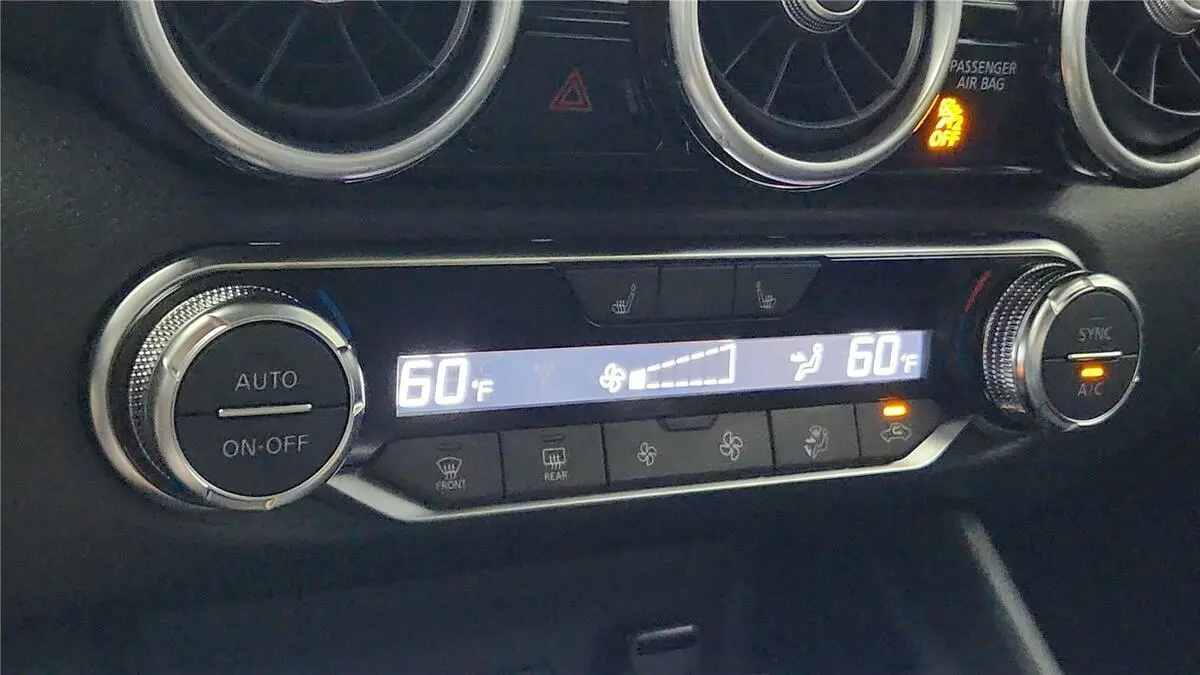 PASSENGER
AIR BAG
OFF
AUTO
ON·OFF
60°F
60°F
SYNC
A/C
FRONT
REAR